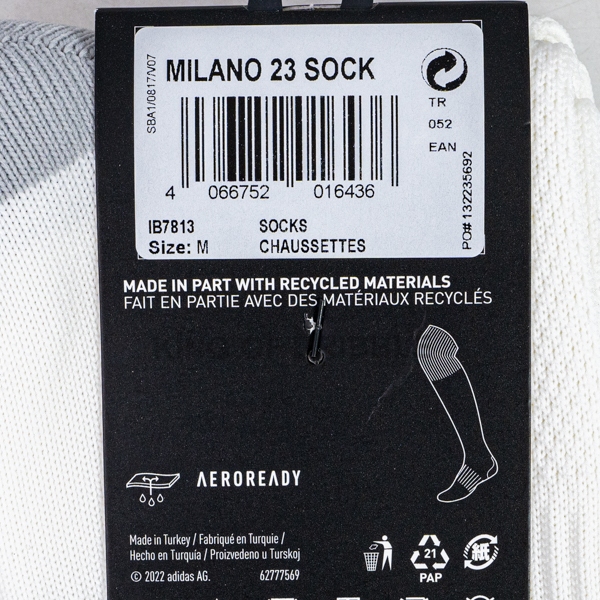 SBA1/0817/V07
MILANO 23 SOCK
TR
052
EAN
4 066752 016436
PO# 132235692
IB7813 SOCKS
Size: M CHAUSSETTES
MADE IN PART WITH RECYCLED MATERIALS
FAIT EN PARTIE AVEC DES MATÉRIAUX RECYCLÉS
AEROREADY
Made in Turkey / Fabriqué en Turquie /
Hecho en Turquía / Proizvedeno u Turskoj
© 2022 adidas AG. 62777569
21
PAP
紙